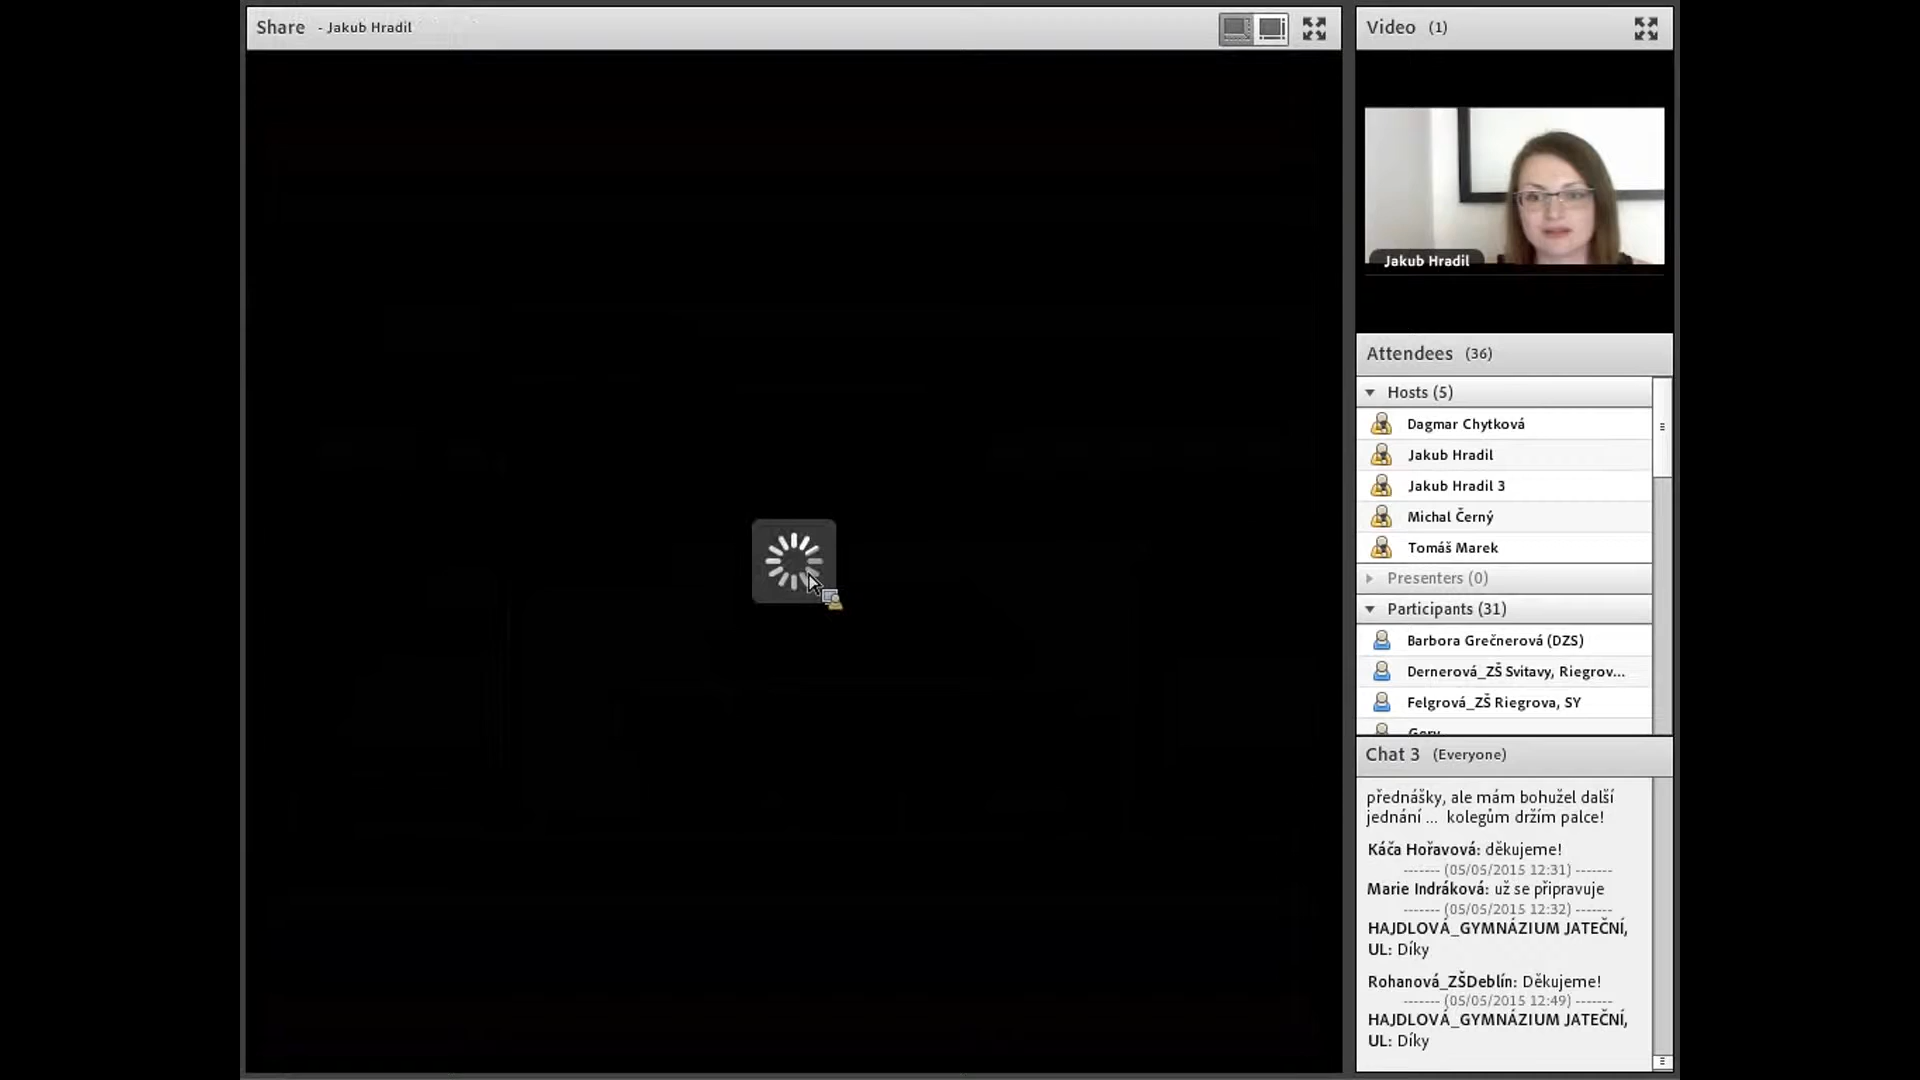 Share - Jakub Hradil
Video (1)
Jakub Hradil
Attendees (36)
Hosts (5)
Dagmar Chytková
Jakub Hradil
Jakub Hradil 3
Michal Černý
Tomáš Marek
Presenters (0)
Participants (31)
Barbora Grečnerová (DZS)
Dernerová_ZŠ Svitavy, Riegrov...
Felgrová_ZŠ Riegrova, SY
Chat 3 (Everyone)
přednášky, ale mám bohužel další
jednání ... kolegům držím palce!
Káča Hořavová: děkujeme!
------- (05/05/2015 12:31) -------
Marie Indráková: už se připravuje
------- (05/05/2015 12:32) -------
HAJDLOVÁ_GYMNÁZIUM JATEČNÍ,
UL: Díky
Rohanová_ZŠDeblín: Děkujeme!
------- (05/05/2015 12:49) -------
HAJDLOVÁ_GYMNÁZIUM JATEČNÍ,
UL: Díky